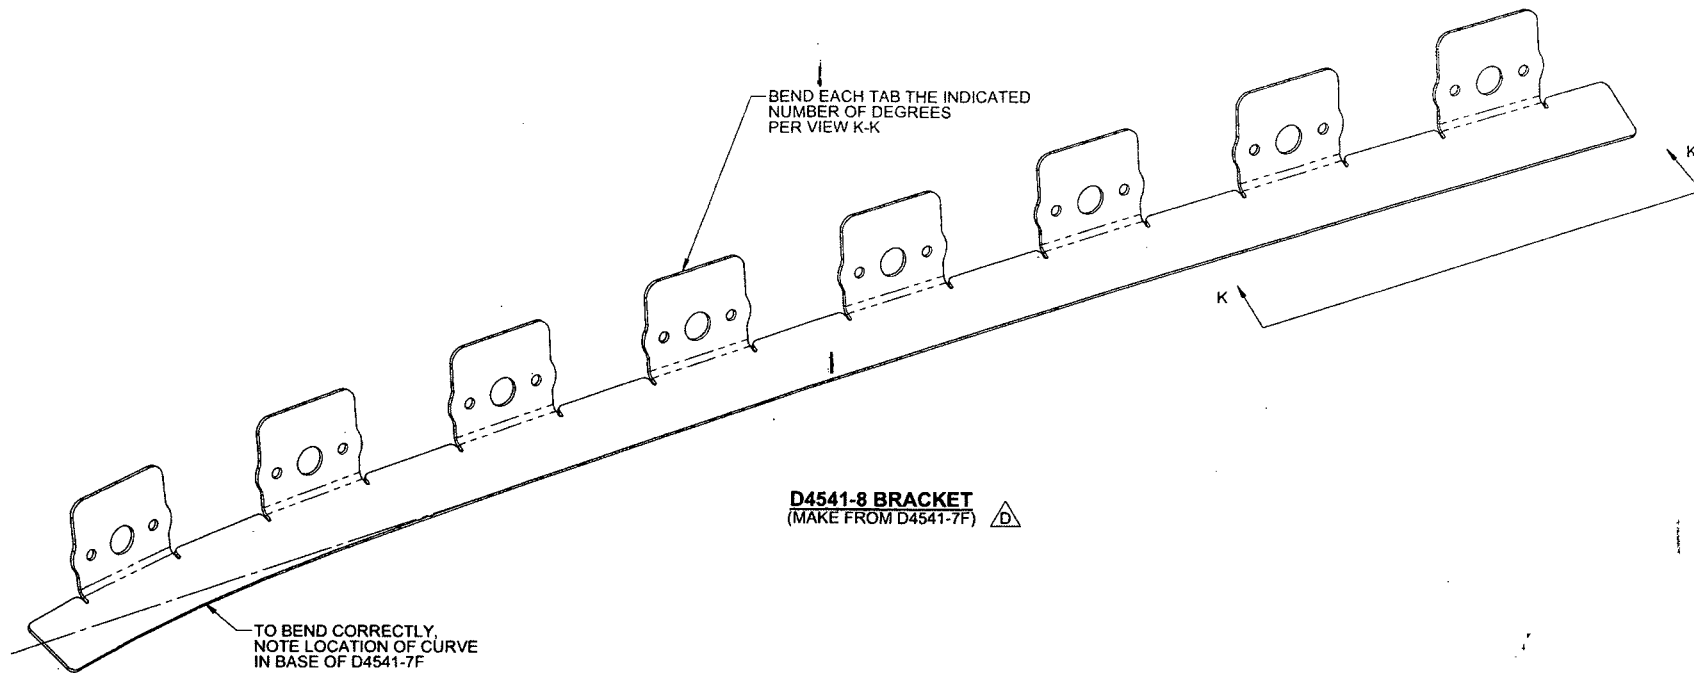 BEND EACH TAB THE INDICATED
NUMBER OF DEGREES
PER VIEW K-K
K
K
D4541-8 BRACKET
(MAKE FROM D4541-7F) D
TO BEND CORRECTLY,
NOTE LOCATION OF CURVE
IN BASE OF D4541-7F